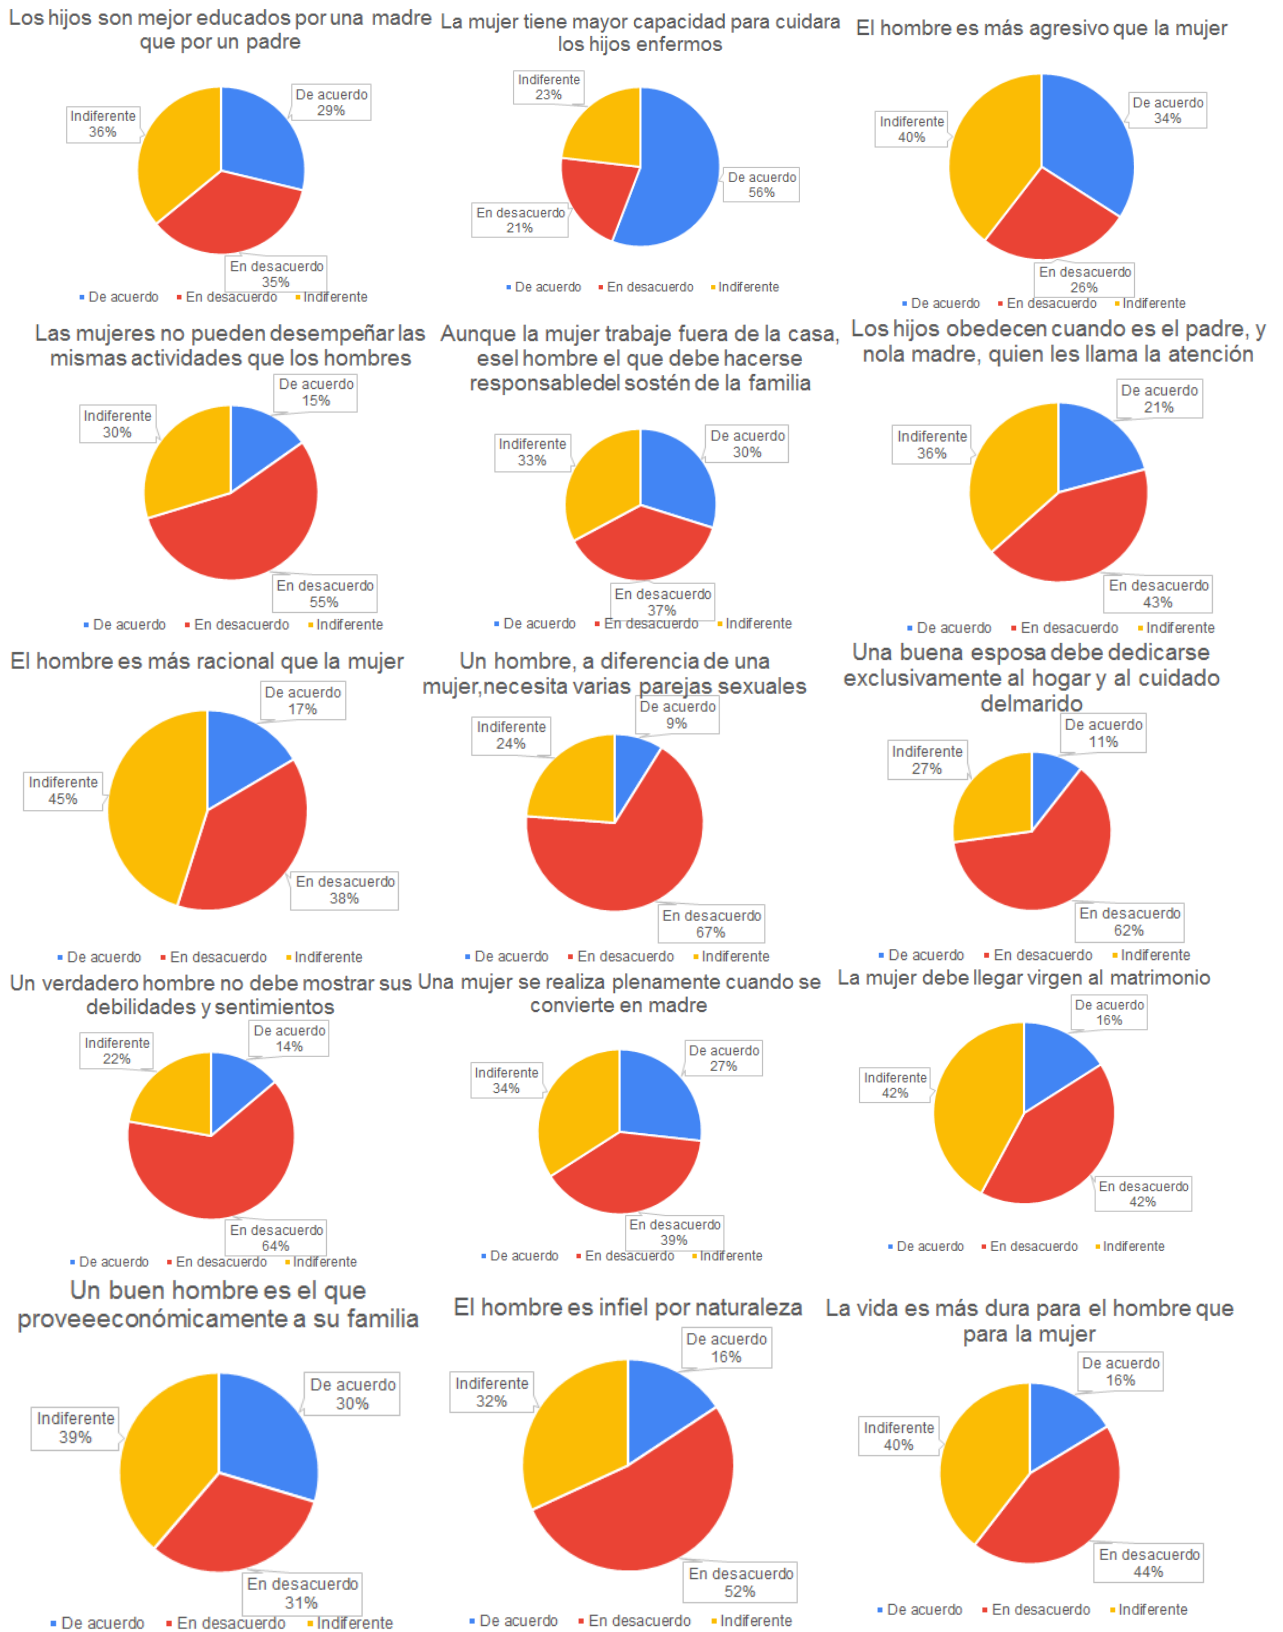 Los hijos son mejor educados por una madre
que por un padre
De acuerdo
29%
Indiferente
36%
En desacuerdo
35%
De acuerdo En desacuerdo Indiferente
La mujer tiene mayor capacidad para cuidara
los hijos enfermos
Indiferente
23%
De acuerdo
56%
En desacuerdo
21%
De acuerdo En desacuerdo Indiferente
El hombre es más agresivo que la mujer
De acuerdo
34%
Indiferente
40%
En desacuerdo
26%
De acuerdo En desacuerdo Indiferente
Las mujeres no pueden desempeñar las
mismas actividades que los hombres
De acuerdo
15%
Indiferente
30%
En desacuerdo
55%
De acuerdo En desacuerdo Indiferente
Aunque la mujer trabaje fuera de la casa,
esel hombre el que debe hacerse
responsabledel sostén de la familia
De acuerdo
30%
Indiferente
33%
En desacuerdo
37%
De acuerdo En desacuerdo Indiferente
Los hijos obedecen cuando es el padre, y
nola madre, quien les llama la atención
De acuerdo
21%
Indiferente
36%
En desacuerdo
43%
De acuerdo En desacuerdo Indiferente
El hombre es más racional que la mujer
De acuerdo
17%
Indiferente
45%
En desacuerdo
38%
De acuerdo En desacuerdo Indiferente
Un hombre, a diferencia de una
mujer,necesita varias parejas sexuales
De acuerdo
9%
Indiferente
24%
En desacuerdo
67%
De acuerdo En desacuerdo Indiferente
Una buena esposa debe dedicarse
exclusivamente al hogar y al cuidado
delmarido
De acuerdo
11%
Indiferente
27%
En desacuerdo
62%
De acuerdo En desacuerdo Indiferente
Un verdadero hombre no debe mostrar sus
debilidades y sentimientos
De acuerdo
14%
Indiferente
22%
En desacuerdo
64%
De acuerdo En desacuerdo Indiferente
Una mujer se realiza plenamente cuando se
convierte en madre
De acuerdo
27%
Indiferente
34%
En desacuerdo
39%
De acuerdo En desacuerdo Indiferente
La mujer debe llegar virgen al matrimonio
De acuerdo
16%
Indiferente
42%
En desacuerdo
42%
De acuerdo En desacuerdo Indiferente
Un buen hombre es el que
proveeeconómicamente a su familia
De acuerdo
30%
Indiferente
39%
En desacuerdo
31%
De acuerdo En desacuerdo Indiferente
El hombre es infiel por naturaleza
De acuerdo
16%
Indiferente
32%
En desacuerdo
52%
De acuerdo En desacuerdo Indiferente
La vida es más dura para el hombre que
para la mujer
De acuerdo
16%
Indiferente
40%
En desacuerdo
44%
De acuerdo En desacuerdo Indiferente